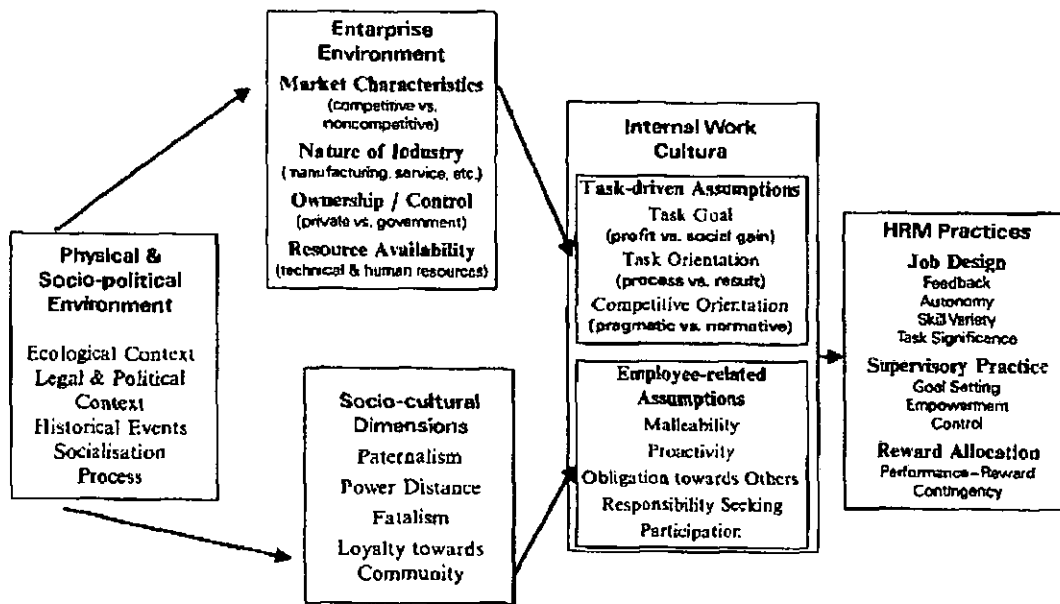 Entarprise
Environment
Market Characteristics
(competitive vs.
noncompetitive)
Nature of Industry
(manufacturing, service, etc.)
Ownership / Control
(private vs. government)
Resource Availability
(technical & human resources)
Physical &
Socio-political
Environment
Ecological Context
Legal & Political
Context
Historical Events
Socialisation
Process
Socio-cultural
Dimensions
Paternalism
Power Distance
Fatalism
Loyalty towards
Community
Internal Work
Cultura
Task-driven Assumptions
Task Goal
(profit vs. social gain)
Task Orientation
(process vs. result)
Competitive Orientation
(pragmatic vs. normative)
Employee-related
Assumptions
Malleability
Proactivity
Obligation towards Others
Responsibility Seeking
Participation
HRM Practices
Job Design
Feedback
Autonomy
Skill Variety
Task Significance
Supervisory Practice
Goal Setting
Empowerment
Control
Reward Allocation
Performance–Reward
Contingency